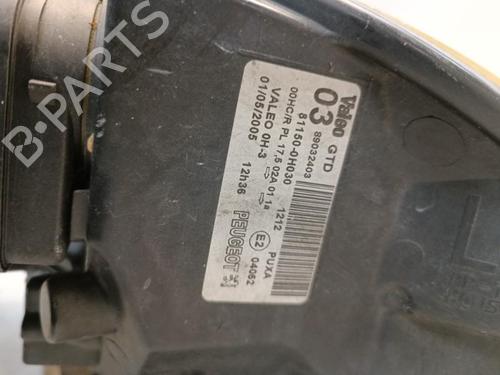 Valeo GTD
03 89032403
81150-0H030
00HC/R PL 17,5 02A 01 1a
VALEO 0H-3 1212
01/05/2005 12h36
E2 PUXA
04062
PEUGEOT
B-PARTS